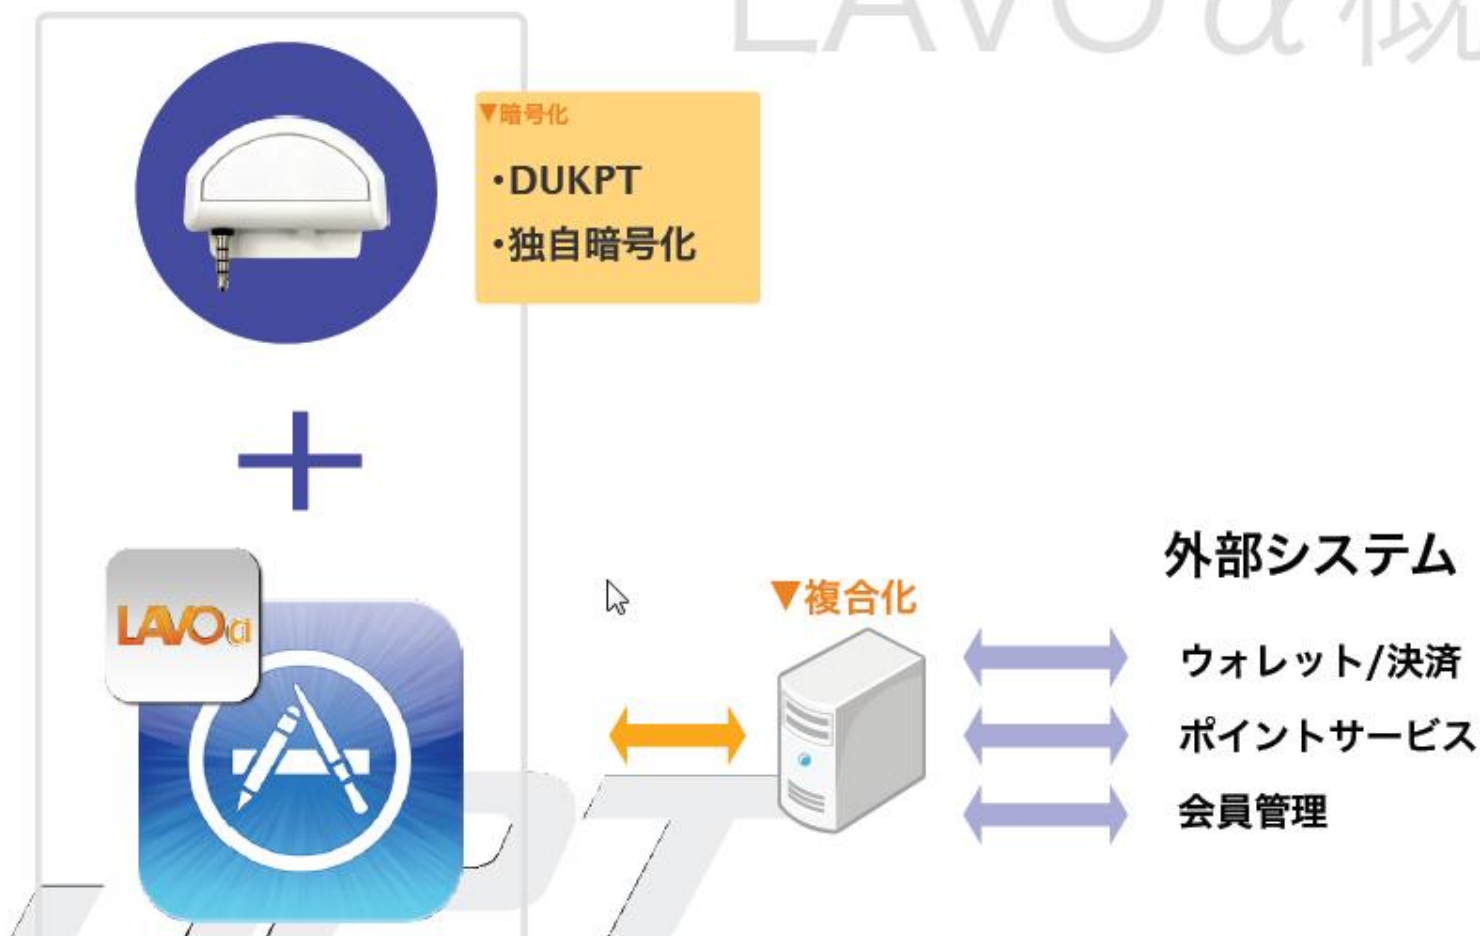 LAVO α 概
▼暗号化
・DUKPT
・独自暗号化
LAVOα
外部システム
▼複合化
ウォレット/決済
ポイントサービス
会員管理